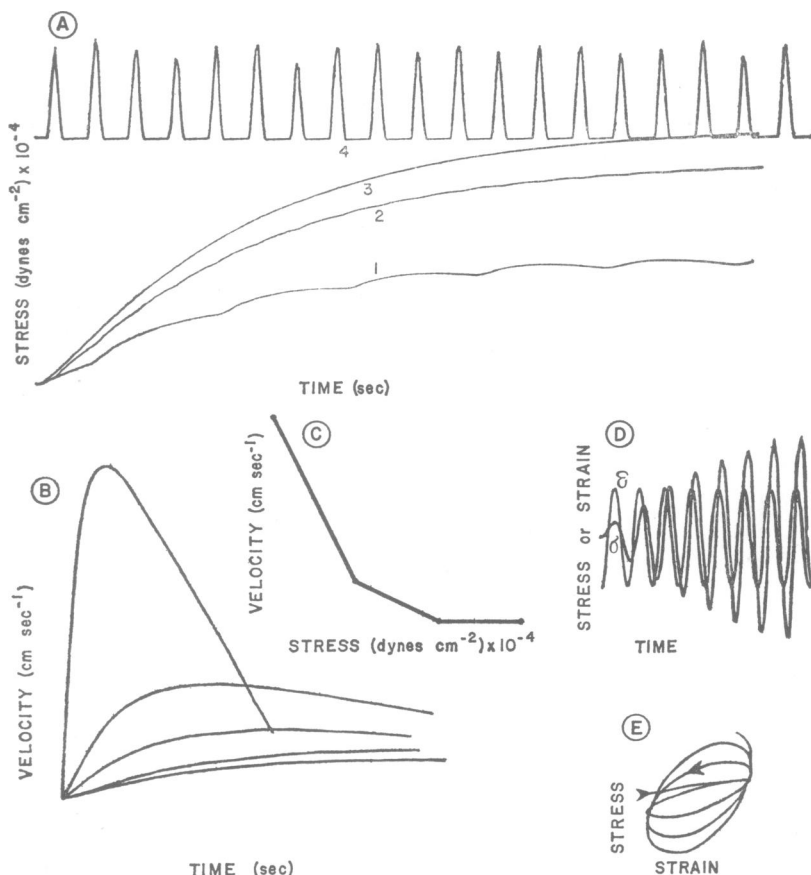 A
STRESS (dynes cm⁻²) x 10⁻⁴
4
3
2
1
TIME (sec)
B
VELOCITY (cm sec⁻¹)
TIME (sec)
C
VELOCITY (cm sec⁻¹)
STRESS (dynes cm⁻²) x 10⁻⁴
D
STRESS or STRAIN
TIME
E
STRESS
STRAIN